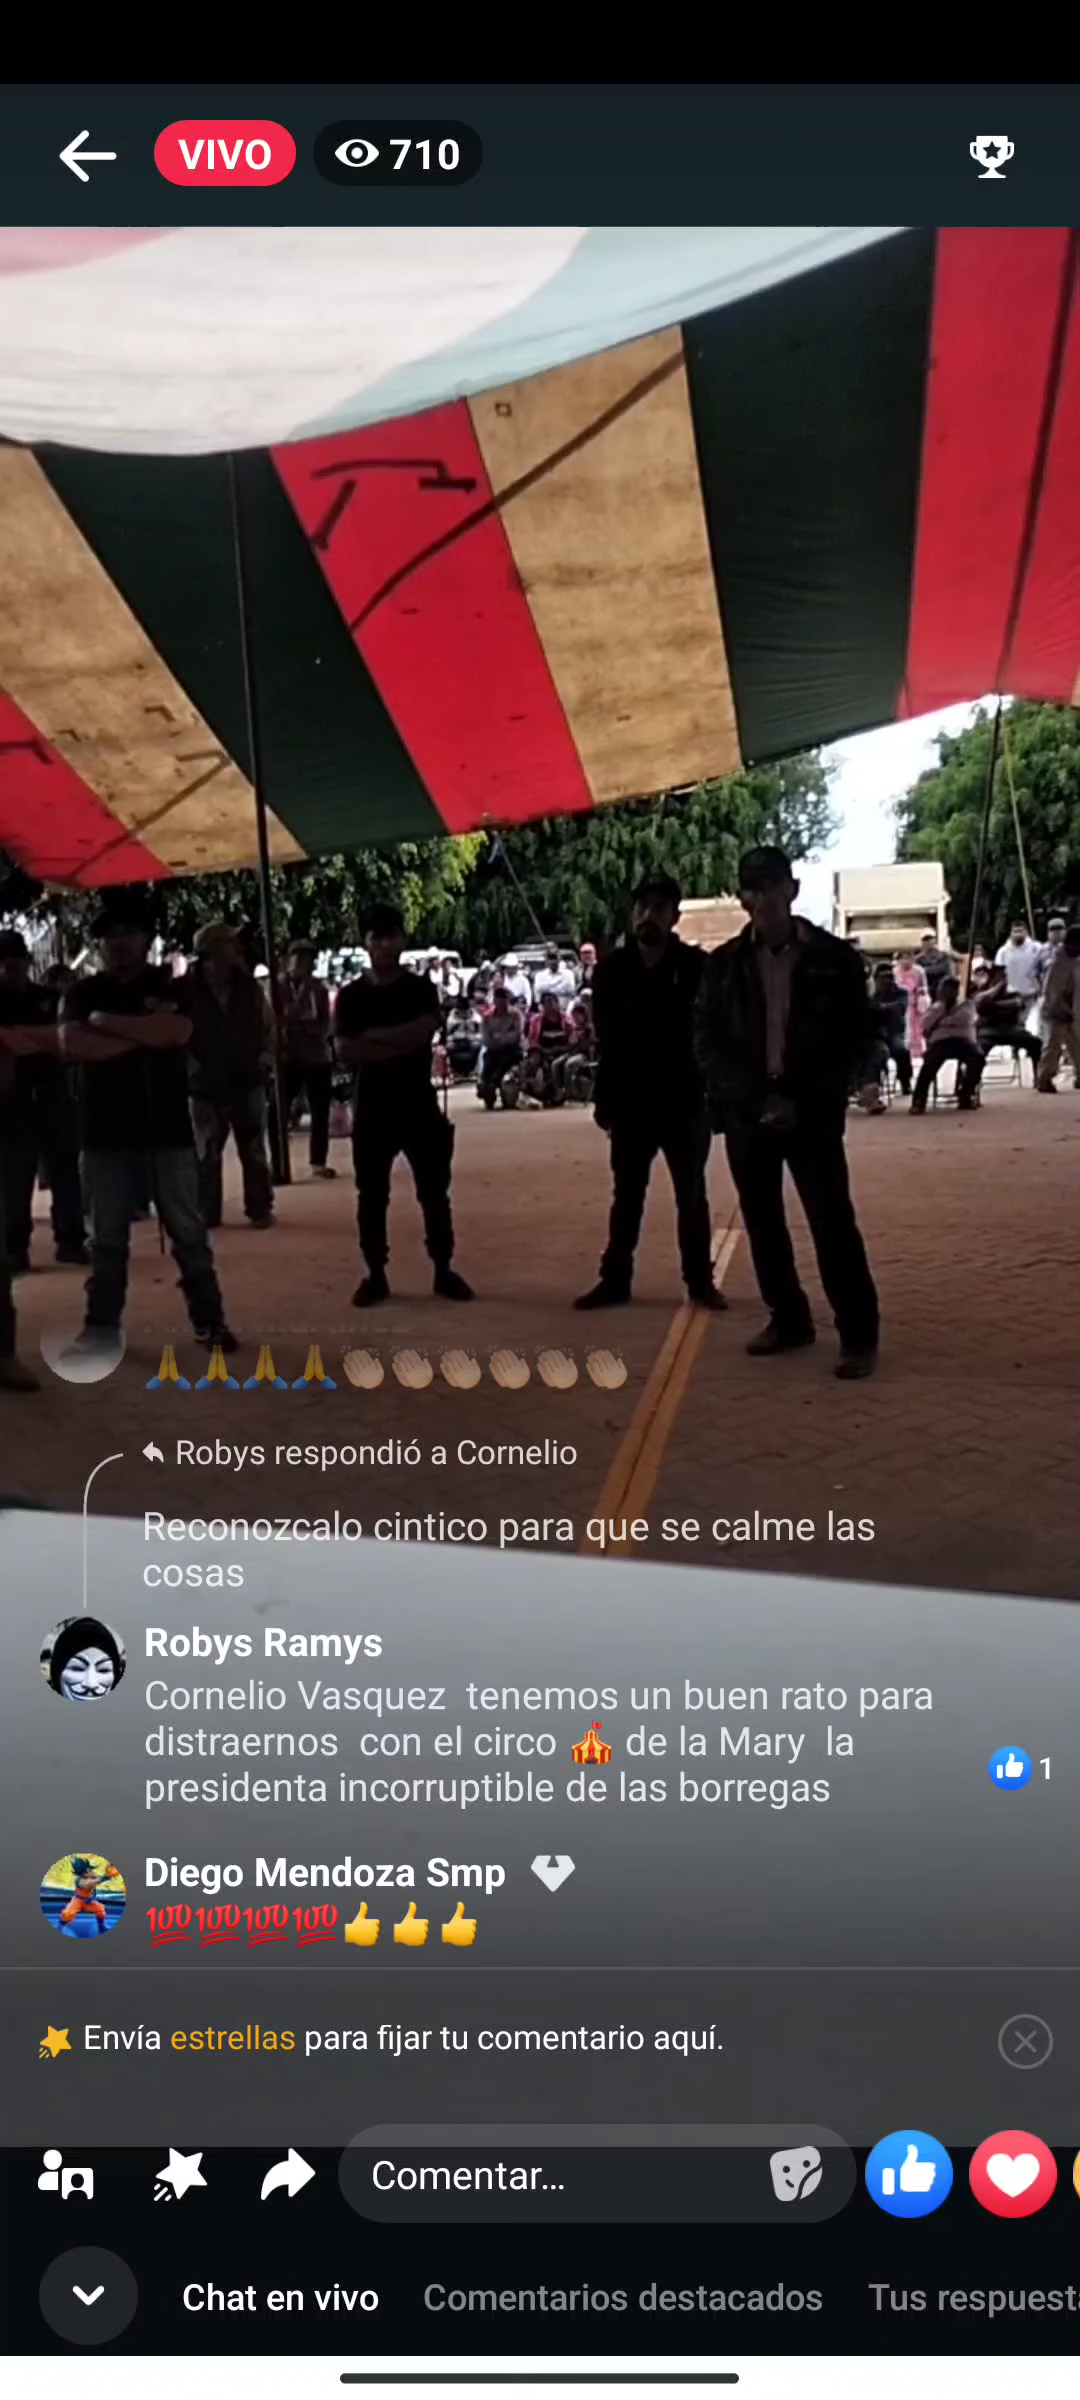 VIVO 710
🙏🙏🙏🙏👏🏻👏🏻👏🏻👏🏻👏🏻👏🏻
Robys respondió a Cornelio
Reconozcalo cintico para que se calme las
cosas
Robys Ramys
Cornelio Vasquez tenemos un buen rato para
distraernos con el circo 🎪 de la Mary la
presidenta incorruptible de las borregas
1
Diego Mendoza Smp
💯💯💯💯👍👍👍
Envía estrellas para fijar tu comentario aquí.
Comentar...
Chat en vivo Comentarios destacados Tus respuest